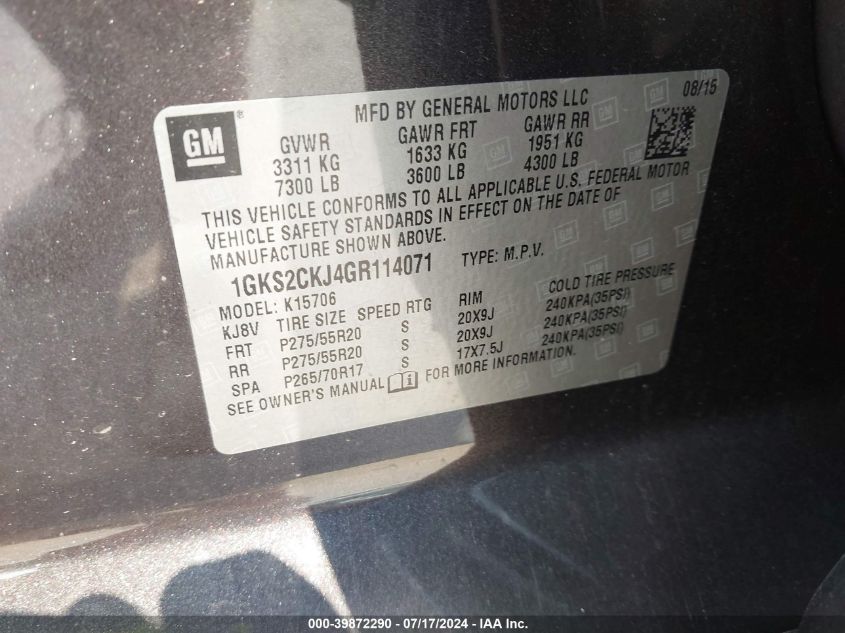 GM ®
MFD BY GENERAL MOTORS LLC 08/15
GVWR GAWR FRT GAWR RR
3311 KG 1633 KG 1951 KG
7300 LB 3600 LB 4300 LB
THIS VEHICLE CONFORMS TO ALL APPLICABLE U.S. FEDERAL MOTOR
VEHICLE SAFETY STANDARDS IN EFFECT ON THE DATE OF
MANUFACTURE SHOWN ABOVE.
1GKS2CKJ4GR114071 TYPE: M.P.V.
MODEL: K15706
KJ8V TIRE SIZE SPEED RTG RIM COLD TIRE PRESSURE
FRT P275/55R20 S 20X9J 240KPA(35PSI)
RR P275/55R20 S 20X9J 240KPA(35PSI)
SPA P265/70R17 S 17X7.5J 240KPA(35PSI)
SEE OWNER'S MANUAL FOR MORE INFORMATION.
000-39872290 - 07/17/2024 - IAA Inc.